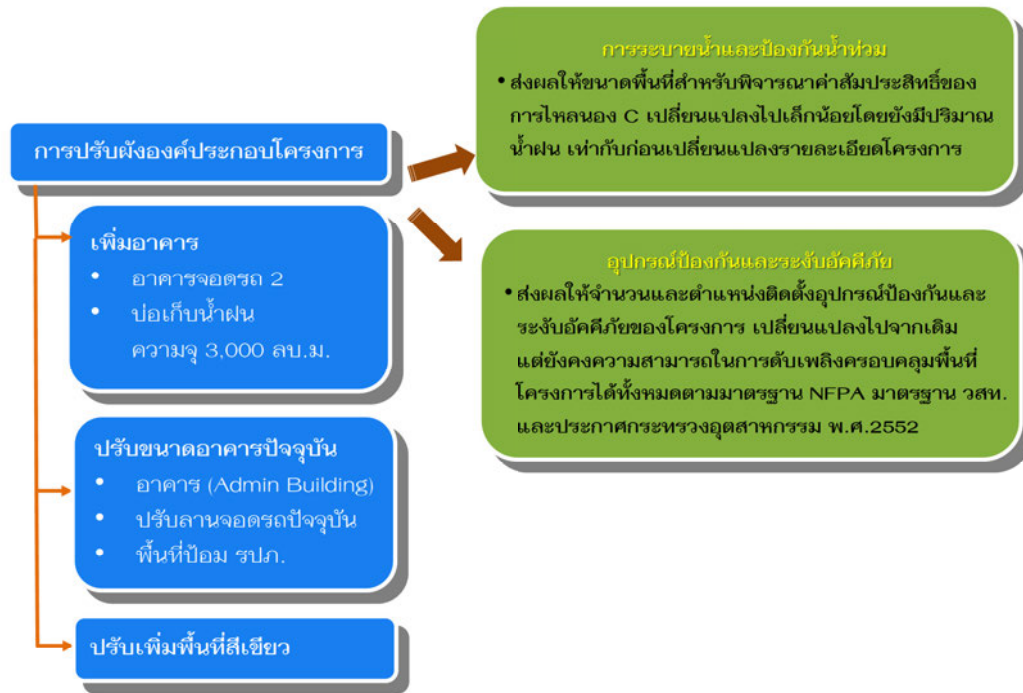 การปรับผังองค์ประกอบโครงการ
เพิ่มอาคาร
• อาคารจอดรถ 2
• บ่อเก็บน้ำฝน
ความจุ 3,000 ลบ.ม.
ปรับขนาดอาคารปัจจุบัน
• อาคาร (Admin Building)
• ปรับลานจอดรถปัจจุบัน
• พื้นที่ป้อม รปภ.
ปรับเพิ่มพื้นที่สีเขียว
การระบายน้ำและป้องกันน้ำท่วม
• ส่งผลให้ขนาดพื้นที่สำหรับพิจารณาค่าสัมประสิทธิ์ของ
การไหลนอง C เปลี่ยนแปลงไปเล็กน้อยโดยยังมีปริมาณ
น้ำฝน เท่ากับก่อนเปลี่ยนแปลงรายละเอียดโครงการ
อุปกรณ์ป้องกันและระงับอัคคีภัย
• ส่งผลให้จำนวนและตำแหน่งติดตั้งอุปกรณ์ป้องกันและ
ระงับอัคคีภัยของโครงการ เปลี่ยนแปลงไปจากเดิม
แต่ยังคงความสามารถในการดับเพลิงครอบคลุมพื้นที่
โครงการได้ทั้งหมดตามมาตรฐาน NFPA มาตรฐาน วสท.
และประกาศกระทรวงอุตสาหกรรม พ.ศ.2552